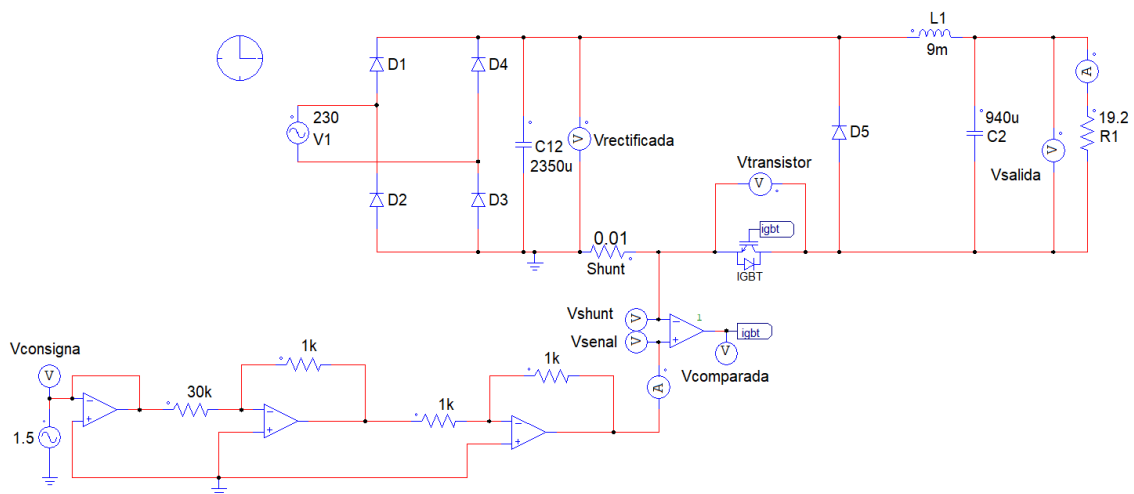 L1
9m
D1
D4
230
V1
C12
2350u
V
Vrectificada
D5
940u
C2
V
Vsalida
A
19.2
R1
Vtransistor
V
D2
D3
0.01
Shunt
igbt
IGBT
Vshunt
V
Vsenal
V
1
igbt
V
Vcomparada
A
Vconsigna
V
1k
1k
30k
1k
1.5